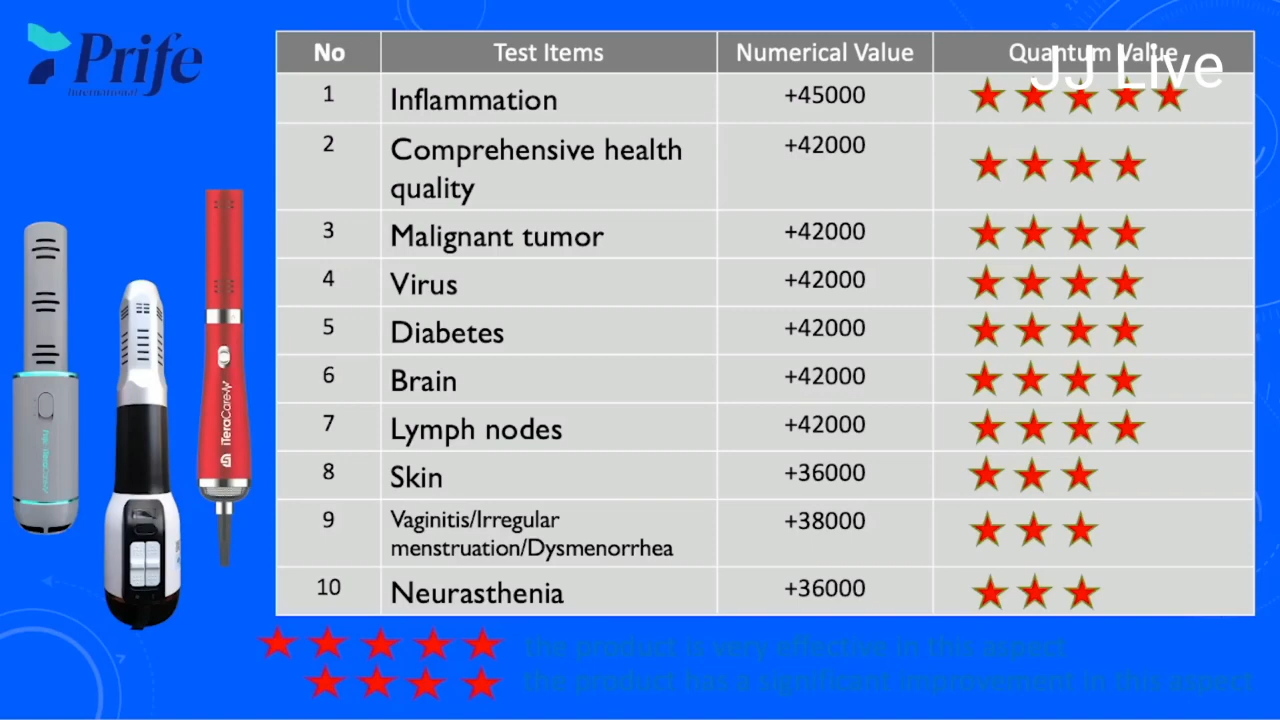 Prife
International
JJ Live
No Test Items Numerical Value Quantum Value
1 Inflammation +45000
2 Comprehensive health +42000
quality
3 Malignant tumor +42000
4 Virus +42000
5 Diabetes +42000
6 Brain +42000
7 Lymph nodes +42000
8 Skin +36000
9 Vaginitis/Irregular +38000
menstruation/Dysmenorrhea
10 Neurasthenia +36000
iTeraCare
the product is very effective in this aspect
the product has a significant improvement in this aspect